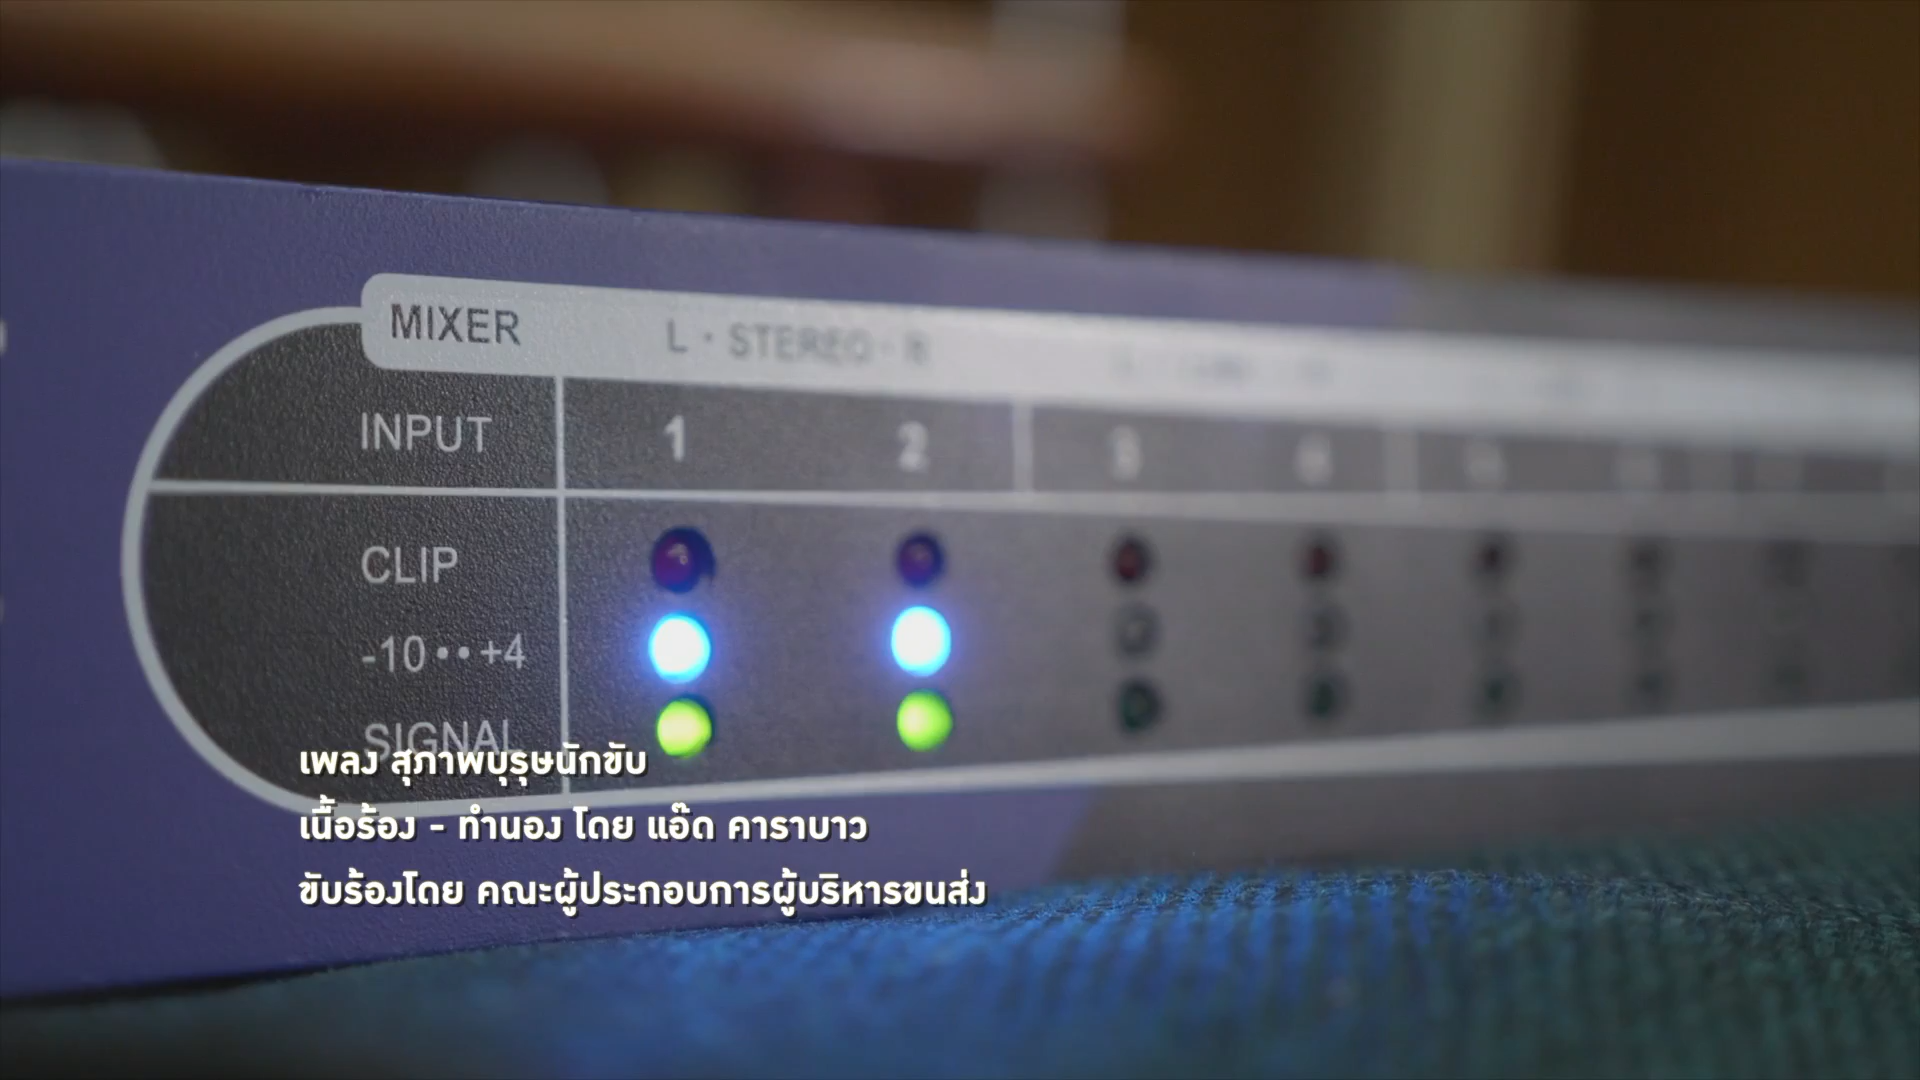 MIXER
L · STEREO · R
INPUT 1 2 3
CLIP
-10 •• +4
SIGNAL
เพลง สุภาพบุรุษนักขับ
เนื้อร้อง - ทำนอง โดย แอ๊ด คาราบาว
ขับร้องโดย คณะผู้ประกอบการผู้บริหารขนส่ง